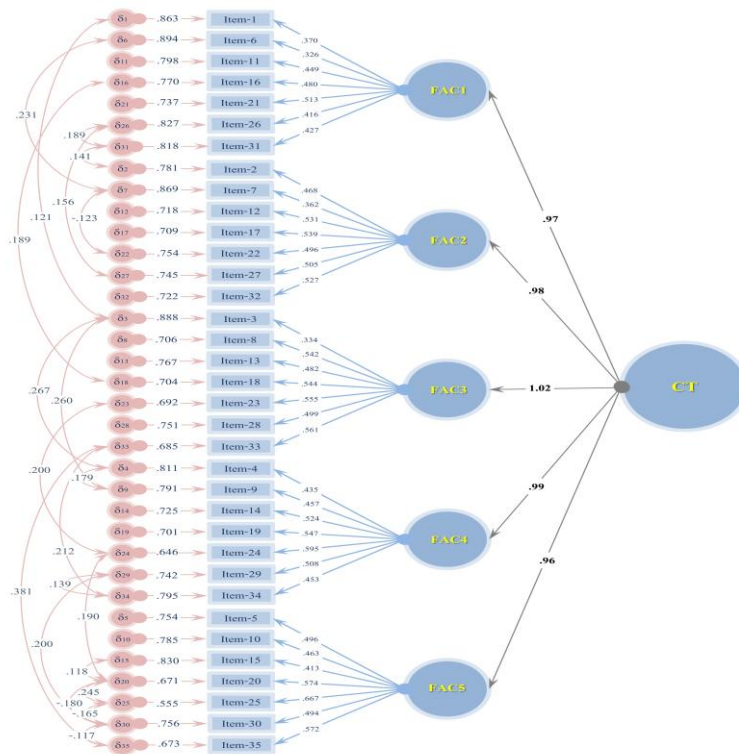 δ1 .863 Item-1 .370
δ6 .894 Item-6 .326
δ11 .798 Item-11 .449
δ16 .770 Item-16 .480
δ21 .737 Item-21 .513
δ26 .827 Item-26 .416
δ31 .818 Item-31 .427
FAC1
δ2 .781 Item-2 .468
δ7 .869 Item-7 .362
δ12 .718 Item-12 .531
δ17 .709 Item-17 .539
δ22 .754 Item-22 .496
δ27 .745 Item-27 .505
δ32 .722 Item-32 .527
FAC2
δ3 .888 Item-3 .334
δ8 .706 Item-8 .542
δ13 .767 Item-13 .482
δ18 .704 Item-18 .544
δ23 .692 Item-23 .555
δ28 .751 Item-28 .499
δ33 .685 Item-33 .561
FAC3
δ4 .811 Item-4 .435
δ9 .791 Item-9 .457
δ14 .725 Item-14 .524
δ19 .701 Item-19 .547
δ24 .646 Item-24 .595
δ29 .742 Item-29 .508
δ34 .795 Item-34 .453
FAC4
δ5 .754 Item-5 .496
δ10 .785 Item-10 .463
δ15 .830 Item-15 .413
δ20 .671 Item-20 .574
δ25 .555 Item-25 .667
δ30 .756 Item-30 .494
δ35 .673 Item-35 .572
FAC5
.231
.189
.141
.156
.121
-.123
.189
.267
.260
.200
.179
.212
.139
.381
.190
.200
.118
.245
-.180
-.165
-.117
.97
.98
1.02
.99
.96
CT